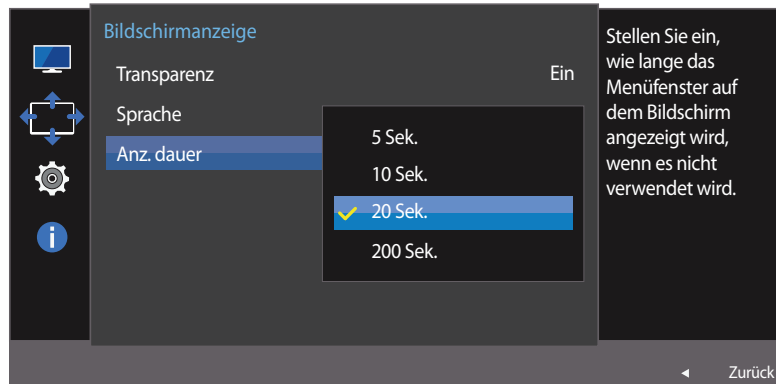 Bildschirmanzeige
Transparenz Ein
Sprache
Anz. dauer
5 Sek.
10 Sek.
20 Sek.
200 Sek.
Stellen Sie ein,
wie lange das
Menüfenster auf
dem Bildschirm
angezeigt wird,
wenn es nicht
verwendet wird.
Zurück